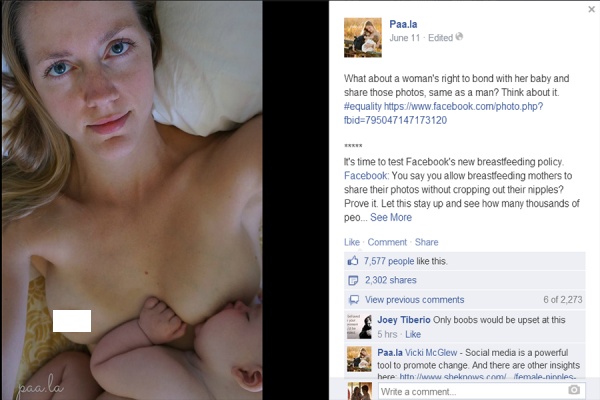 Paa.la
June 11 · Edited
What about a woman's right to bond with her baby and
share those photos, same as a man? Think about it.
#equality https://www.facebook.com/photo.php?
fbid=795047147173120
*****
It's time to test Facebook's new breastfeeding policy.
Facebook: You say you allow breastfeeding mothers to
share their photos without cropping out their nipples?
Prove it. Let this stay up and see how many thousands of
peo... See More
Like · Comment · Share
7,577 people like this.
2,302 shares
View previous comments 6 of 2,273
Joey Tiberio Only boobs would be upset at this
5 hrs · Like
Paa.la Vicki McGlew - Social media is a powerful
tool to promote change. And there are other insights
here: http://www.sheknows.com/.../female-nipples-
Write a comment...
paa.la